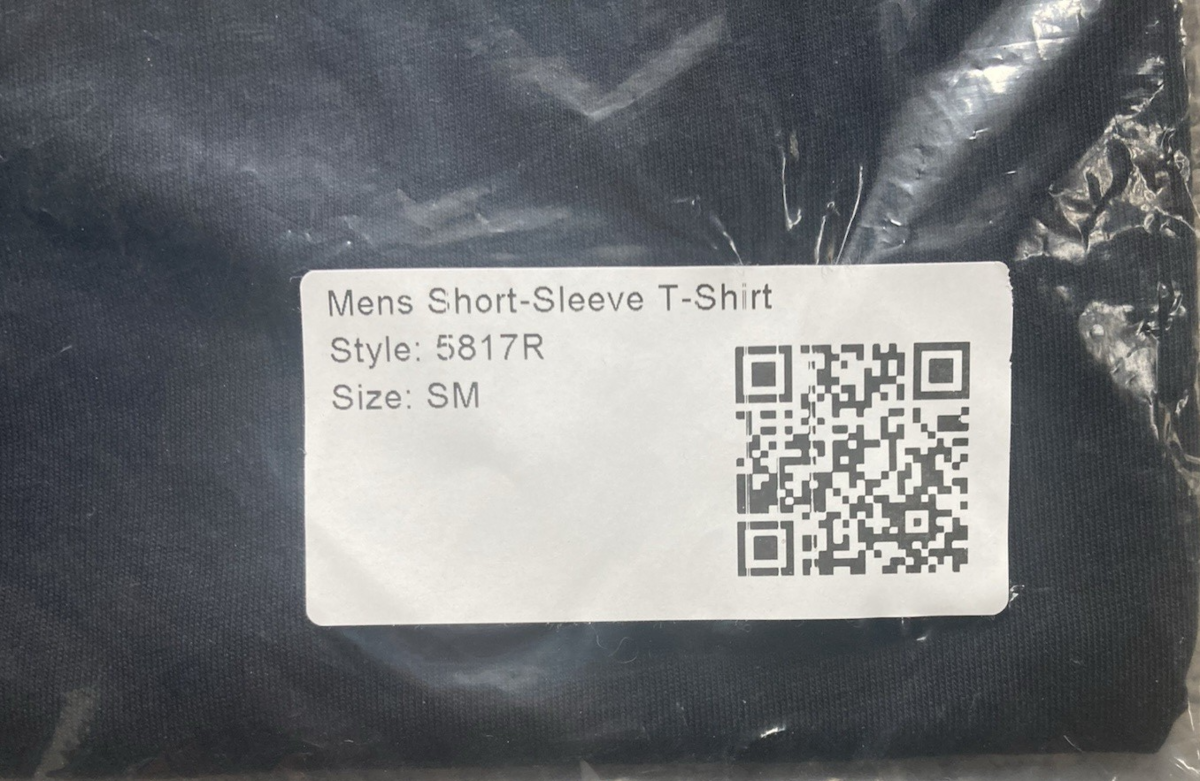 Mens Short-Sleeve T-Shirt
Style: 5817R
Size: SM